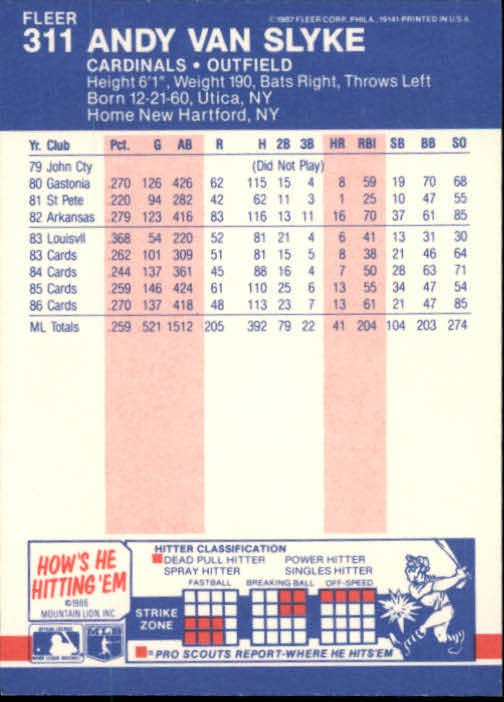 FLEER
©1987 FLEER CORP., PHILA., 19141-PRINTED IN U.S.A.
311 ANDY VAN SLYKE
CARDINALS • OUTFIELD
Height 6'1", Weight 190, Bats Right, Throws Left
Born 12-21-60, Utica, NY
Home New Hartford, NY
Yr. Club Pct. G AB R H 2B 3B HR RBI SB BB SO
79 John Cty (Did Not Play)
80 Gastonia .270 126 426 62 115 15 4 8 59 19 70 68
81 St Pete .220 94 282 42 62 11 3 1 25 10 47 55
82 Arkansas .279 123 416 83 116 13 11 16 70 37 61 85
83 Louisvll .368 54 220 52 81 21 4 6 41 13 31 30
83 Cards .262 101 309 51 81 15 5 8 38 21 46 64
84 Cards .244 137 361 45 88 16 4 7 50 28 63 71
85 Cards .259 146 424 61 110 25 6 13 55 34 47 54
86 Cards .270 137 418 48 113 23 7 13 61 21 47 85
ML Totals .259 521 1512 205 392 79 22 41 204 104 203 274
HOW'S HE
HITTING 'EM
©1986
MOUNTAIN LION, INC
HITTER CLASSIFICATION
DEAD PULL HITTER POWER HITTER
SPRAY HITTER SINGLES HITTER
FASTBALL BREAKING BALL OFF-SPEED
STRIKE
ZONE
=PRO SCOUTS REPORT-WHERE HE HITS'EM